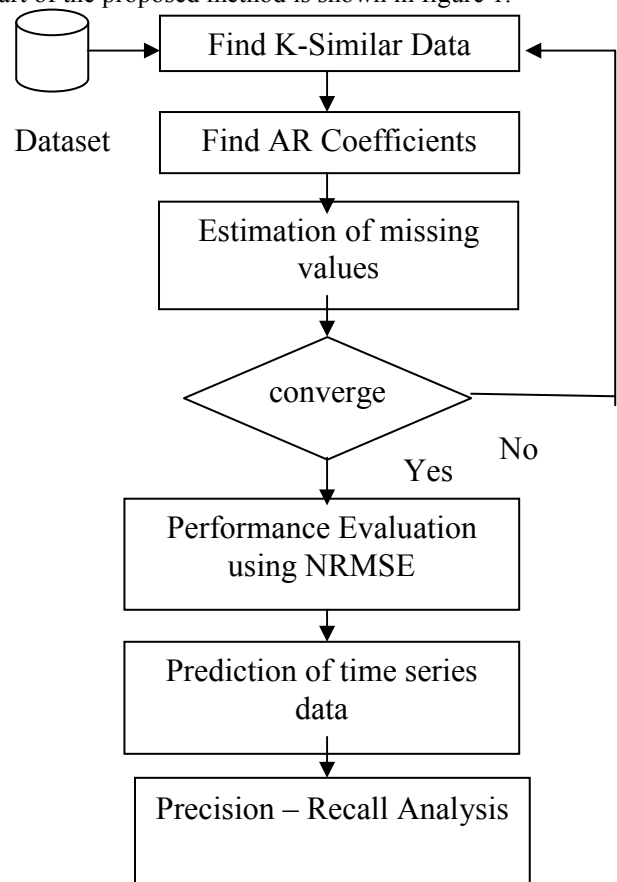 art of the proposed method is shown in figure 1.
Find K-Similar Data
Dataset
Find AR Coefficients
Estimation of missing
values
converge
No
Yes
Performance Evaluation
using NRMSE
Prediction of time series
data
Precision – Recall Analysis